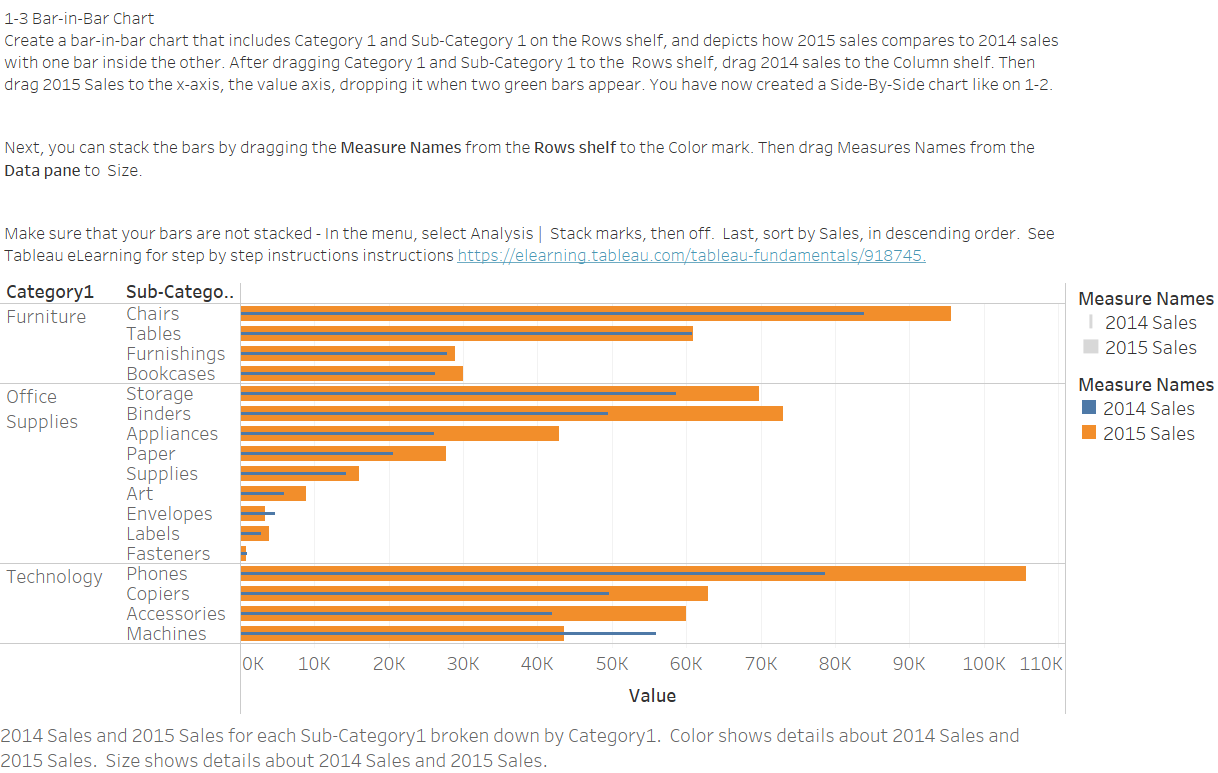 1-3 Bar-in-Bar Chart
Create a bar-in-bar chart that includes Category 1 and Sub-Category 1 on the Rows shelf, and depicts how 2015 sales compares to 2014 sales
with one bar inside the other. After dragging Category 1 and Sub-Category 1 to the Rows shelf, drag 2014 sales to the Column shelf. Then
drag 2015 Sales to the x-axis, the value axis, dropping it when two green bars appear. You have now created a Side-By-Side chart like on 1-2.
Next, you can stack the bars by dragging the Measure Names from the Rows shelf to the Color mark. Then drag Measures Names from the
Data pane to Size.
Make sure that your bars are not stacked - In the menu, select Analysis | Stack marks, then off. Last, sort by Sales, in descending order. See
Tableau eLearning for step by step instructions instructions https://elearning.tableau.com/tableau-fundamentals/918745.
Category1 Sub-Catego..
Furniture
Chairs
Tables
Furnishings
Bookcases
Office
Supplies
Storage
Binders
Appliances
Paper
Supplies
Art
Envelopes
Labels
Fasteners
Technology
Phones
Copiers
Accessories
Machines
0K 10K 20K 30K 40K 50K 60K 70K 80K 90K 100K 110K
Value
Measure Names
2014 Sales
2015 Sales
Measure Names
2014 Sales
2015 Sales
2014 Sales and 2015 Sales for each Sub-Category1 broken down by Category1. Color shows details about 2014 Sales and
2015 Sales. Size shows details about 2014 Sales and 2015 Sales.